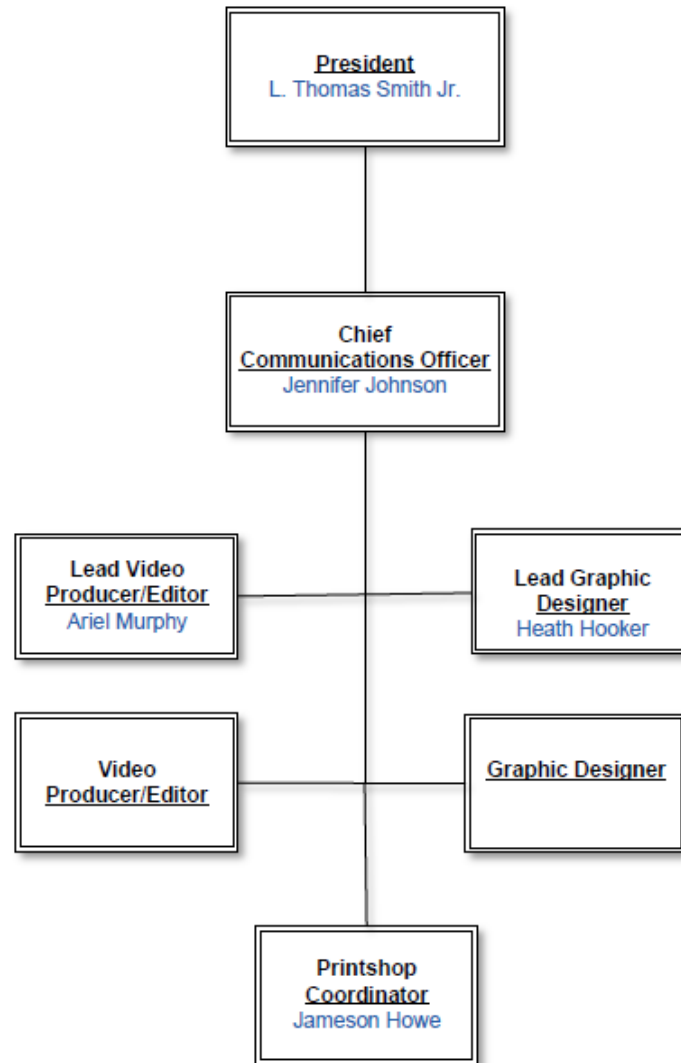 President
L. Thomas Smith Jr.
Chief
Communications Officer
Jennifer Johnson
Lead Video
Producer/Editor
Ariel Murphy
Lead Graphic
Designer
Heath Hooker
Video
Producer/Editor
Graphic Designer
Printshop
Coordinator
Jameson Howe